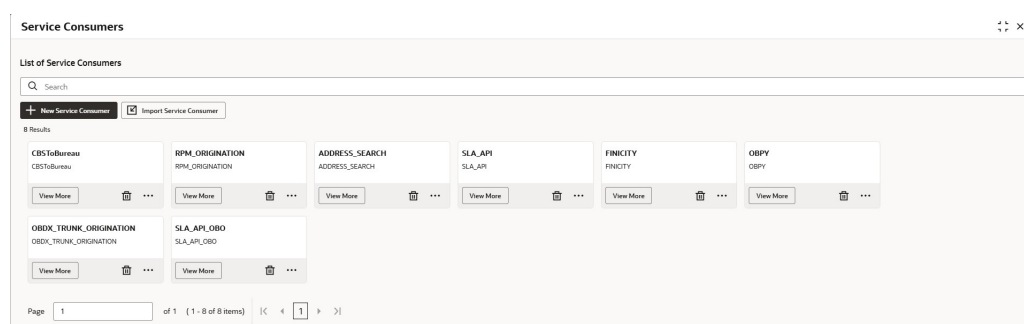 Service Consumers
List of Service Consumers
Search
New Service Consumer Import Service Consumer
8 Results
CBSToBureau RPM_ORIGINATION ADDRESS_SEARCH SLA_API FINICITY OBPY
CBSToBureau RPM_ORIGINATION ADDRESS_SEARCH SLA_API FINICITY OBPY
View More View More View More View More View More View More
OBDX_TRUNK_ORIGINATION SLA_API_OBO
OBDX_TRUNK_ORIGINATION SLA_API_OBO
View More View More
Page 1 of 1 ( 1 - 8 of 8 items) 1